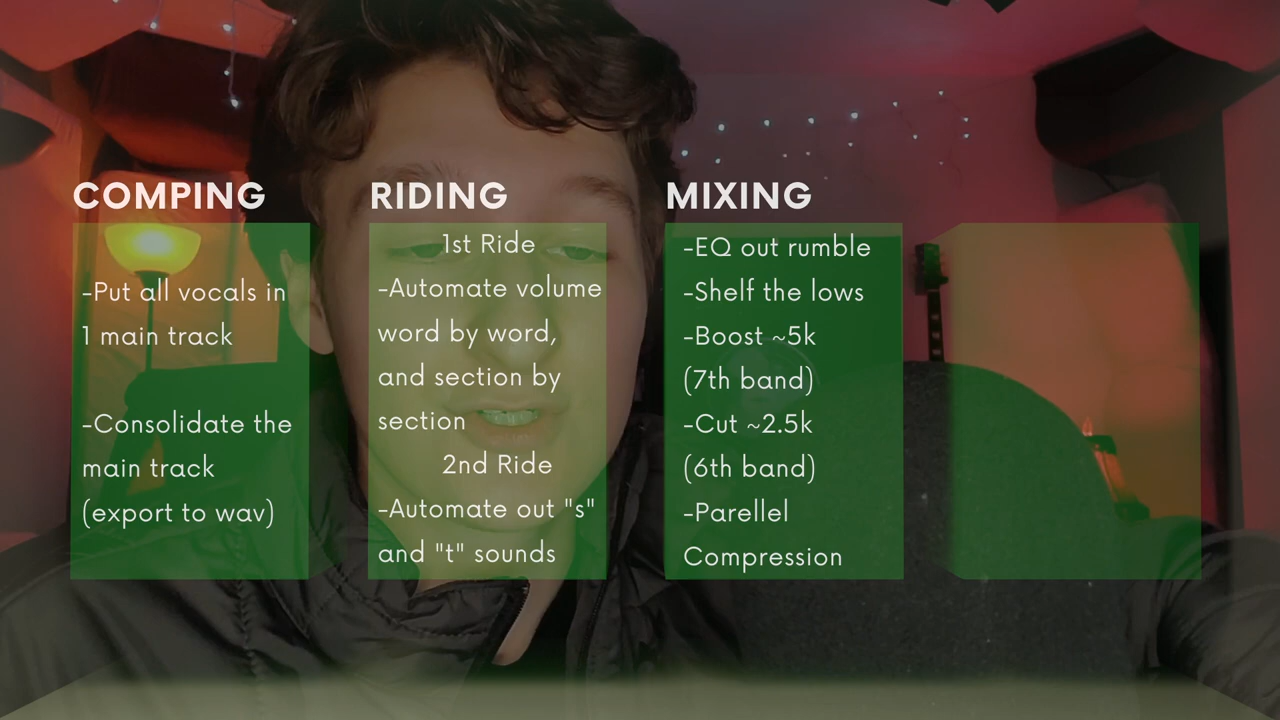 COMPING
-Put all vocals in
1 main track
-Consolidate the
main track
(export to wav)
RIDING
1st Ride
-Automate volume
word by word,
and section by
section
2nd Ride
-Automate out "s"
and "t" sounds
MIXING
-EQ out rumble
-Shelf the lows
-Boost ~5k
(7th band)
-Cut ~2.5k
(6th band)
-Parellel
Compression